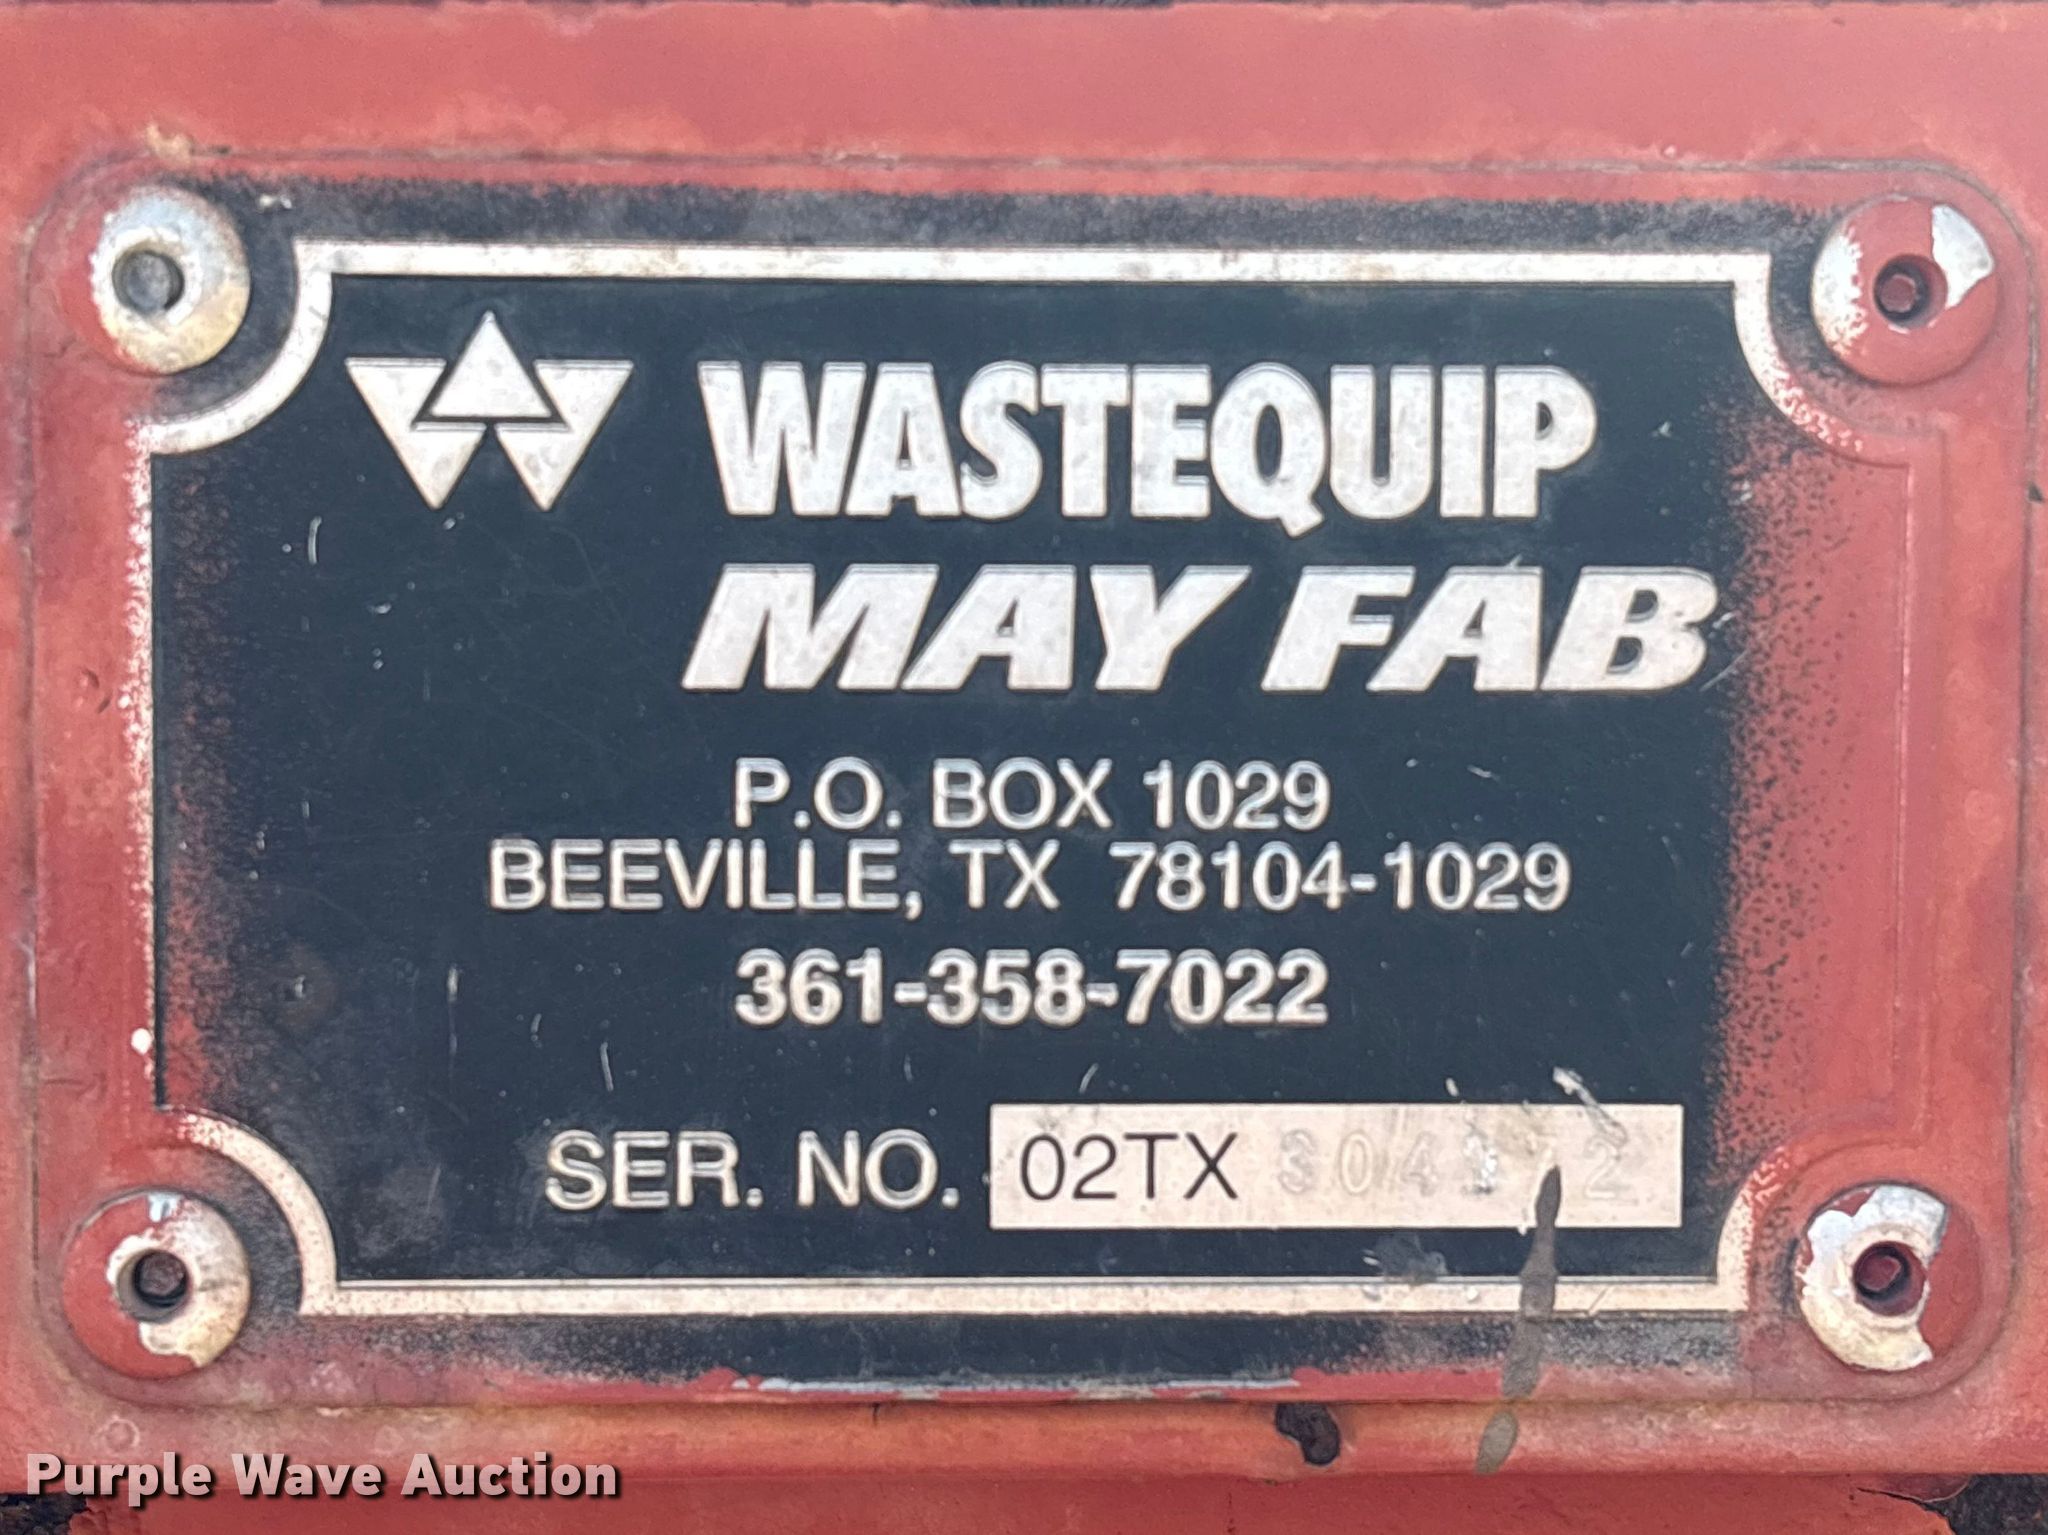 WASTEQUIP
MAY FAB
P.O. BOX 1029
BEEVILLE, TX 78104-1029
361-358-7022
SER. NO. 02TX
Purple Wave Auction